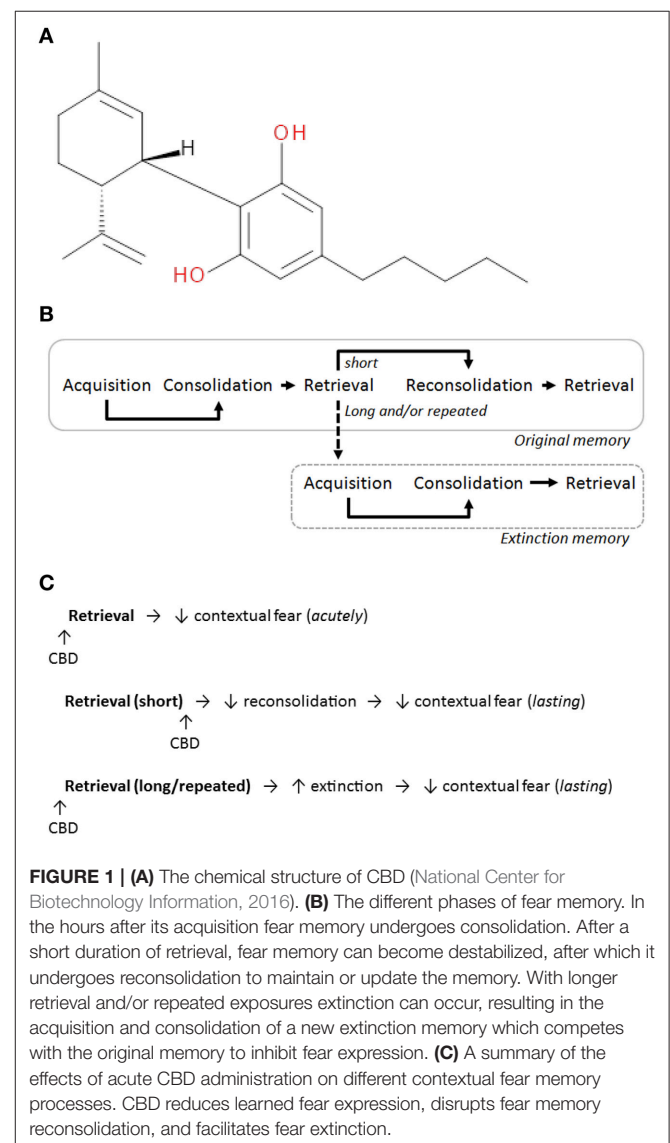 A
H
OH
HO
B
short
Acquisition Consolidation → Retrieval Reconsolidation → Retrieval
Long and/or repeated
Original memory
Acquisition Consolidation → Retrieval
Extinction memory
C
Retrieval → ↓ contextual fear (acutely)
↑
CBD
Retrieval (short) → ↓ reconsolidation → ↓ contextual fear (lasting)
↑
CBD
Retrieval (long/repeated) → ↑ extinction → ↓ contextual fear (lasting)
↑
CBD
FIGURE 1 | (A) The chemical structure of CBD (National Center for
Biotechnology Information, 2016). (B) The different phases of fear memory. In
the hours after its acquisition fear memory undergoes consolidation. After a
short duration of retrieval, fear memory can become destabilized, after which it
undergoes reconsolidation to maintain or update the memory. With longer
retrieval and/or repeated exposures extinction can occur, resulting in the
acquisition and consolidation of a new extinction memory which competes
with the original memory to inhibit fear expression. (C) A summary of the
effects of acute CBD administration on different contextual fear memory
processes. CBD reduces learned fear expression, disrupts fear memory
reconsolidation, and facilitates fear extinction.